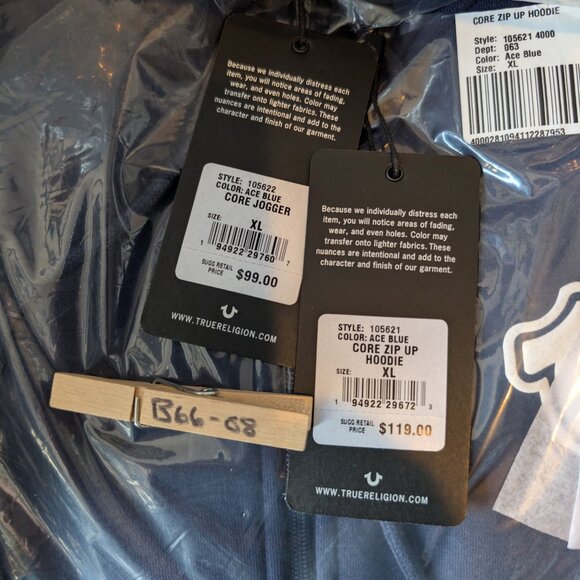 Because we individually distress each
item, you will notice areas of fading,
wear, and even holes. Color may
transfer onto lighter fabrics. These
nuances are intentional and add to the
character and finish of our garment.
STYLE: 105622
COLOR: ACE BLUE
CORE JOGGER
SIZE:
XL
1 94922 29760 7
SUGG RETAIL
PRICE
$99.00
WWW.TRUERELIGION.COM
Because we individually distress each
item, you will notice areas of fading,
wear, and even holes. Color may
transfer onto lighter fabrics. These
nuances are intentional and add to the
character and finish of our garment.
STYLE: 105621
COLOR: ACE BLUE
CORE ZIP UP
HOODIE
SIZE:
XL
1 94922 29672 3
SUGG RETAIL
PRICE
$119.00
WWW.TRUERELIGION.COM
CORE ZIP UP HOODIE
Style: 105621 4000
Dept: 063
Color: Ace Blue
Size: XL
4000281094112287953
B66-08